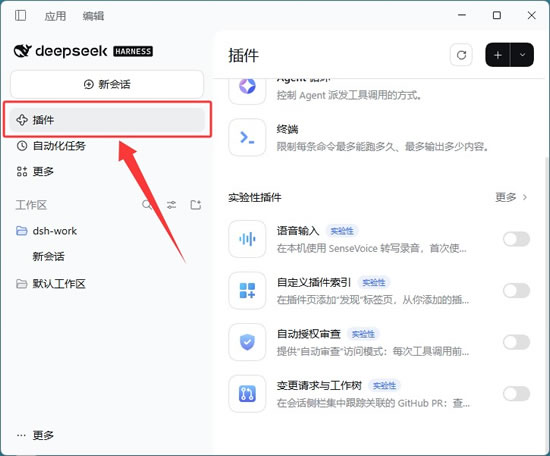 应用 编辑
deepseek HARNESS
新会话
插件
自动化任务
更多
工作区
dsh-work
新会话
默认工作区
更多
插件
Agent 循环
控制 Agent 派发工具调用的方式。
终端
限制每条命令最多能跑多久、最多输出多少内容。
实验性插件 更多
语音输入 实验性
在本机使用 SenseVoice 转写录音，首次使...
自定义插件索引 实验性
在插件页添加“发现”标签页，从你添加的插...
自动授权审查 实验性
提供“自动审查”访问模式：每次工具调用前...
变更请求与工作树 实验性
在会话侧栏集中跟踪关联的 GitHub PR：查...